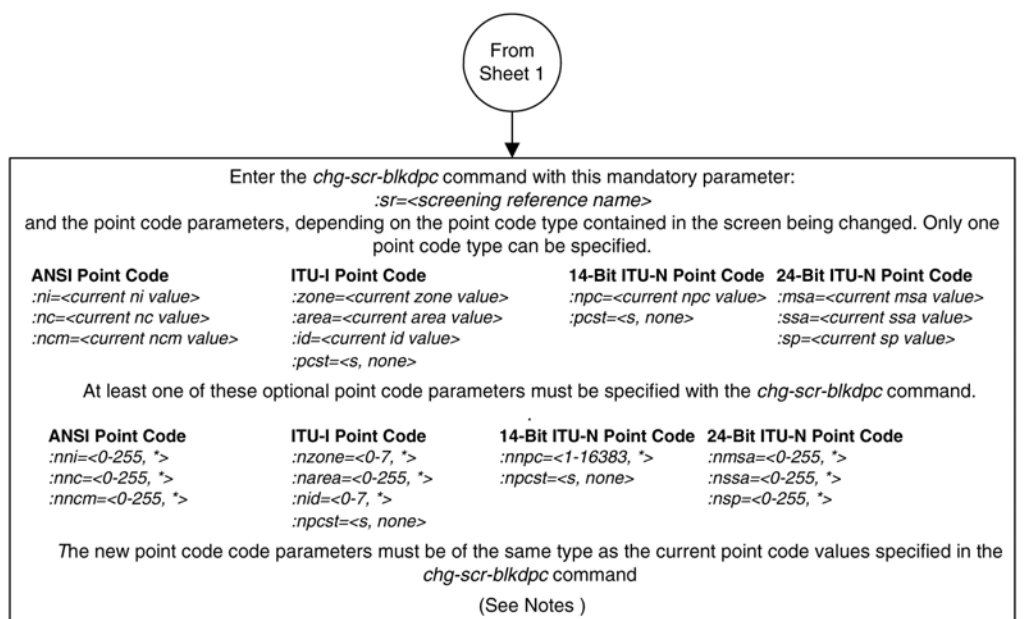 From
Sheet 1
Enter the chg-scr-blkdpc command with this mandatory parameter:
:sr=<screening reference name>
and the point code parameters, depending on the point code type contained in the screen being changed. Only one
point code type can be specified.
ANSI Point Code
:ni=<current ni value>
:nc=<current nc value>
:ncm=<current ncm value>
ITU-I Point Code
:zone=<current zone value>
:area=<current area value>
:id=<current id value>
:pcst=<s, none>
14-Bit ITU-N Point Code
:npc=<current npc value>
:pcst=<s, none>
24-Bit ITU-N Point Code
:msa=<current msa value>
:ssa=<current ssa value>
:sp=<current sp value>
At least one of these optional point code parameters must be specified with the chg-scr-blkdpc command.
.
ANSI Point Code
:nni=<0-255, *>
:nnc=<0-255, *>
:nncm=<0-255, *>
ITU-I Point Code
:nzone=<0-7, *>
:narea=<0-255, *>
:nid=<0-7, *>
:npcst=<s, none>
14-Bit ITU-N Point Code
:nnpc=<1-16383, *>
:npcst=<s, none>
24-Bit ITU-N Point Code
:nmsa=<0-255, *>
:nssa=<0-255, *>
:nsp=<0-255, *>
The new point code code parameters must be of the same type as the current point code values specified in the
chg-scr-blkdpc command
(See Notes )